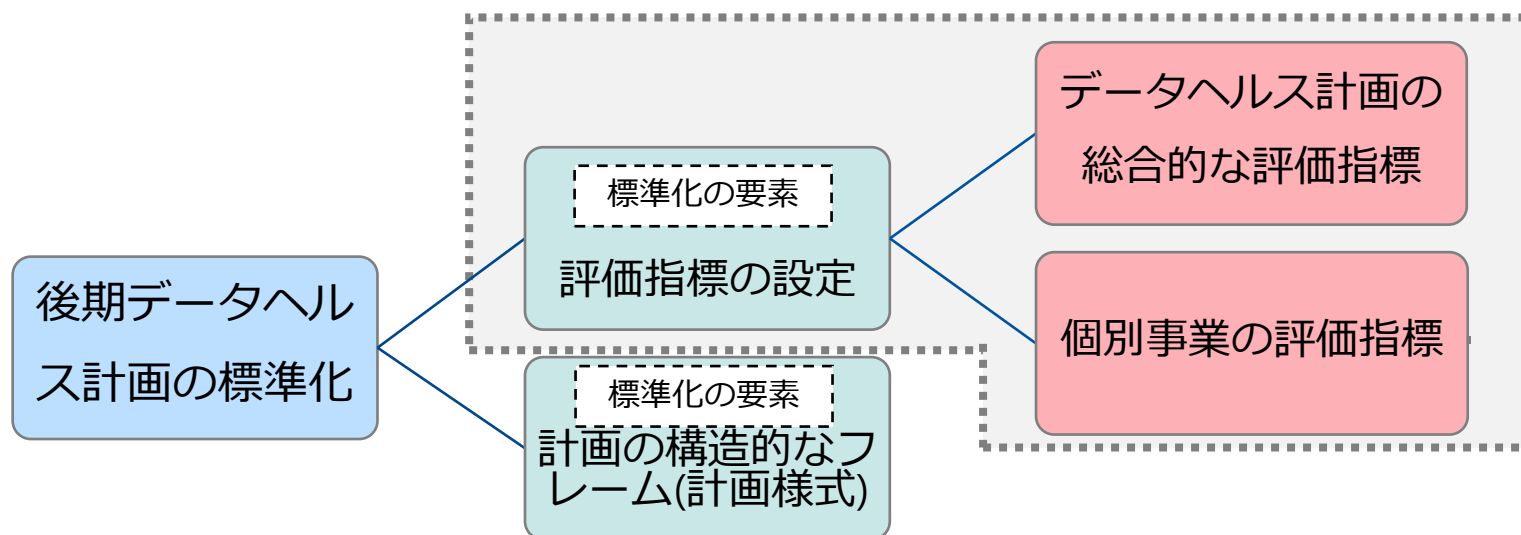 後期データヘル
ス計画の標準化
標準化の要素
評価指標の設定
標準化の要素
計画の構造的なフ
レーム(計画様式)
データヘルス計画の
総合的な評価指標
個別事業の評価指標